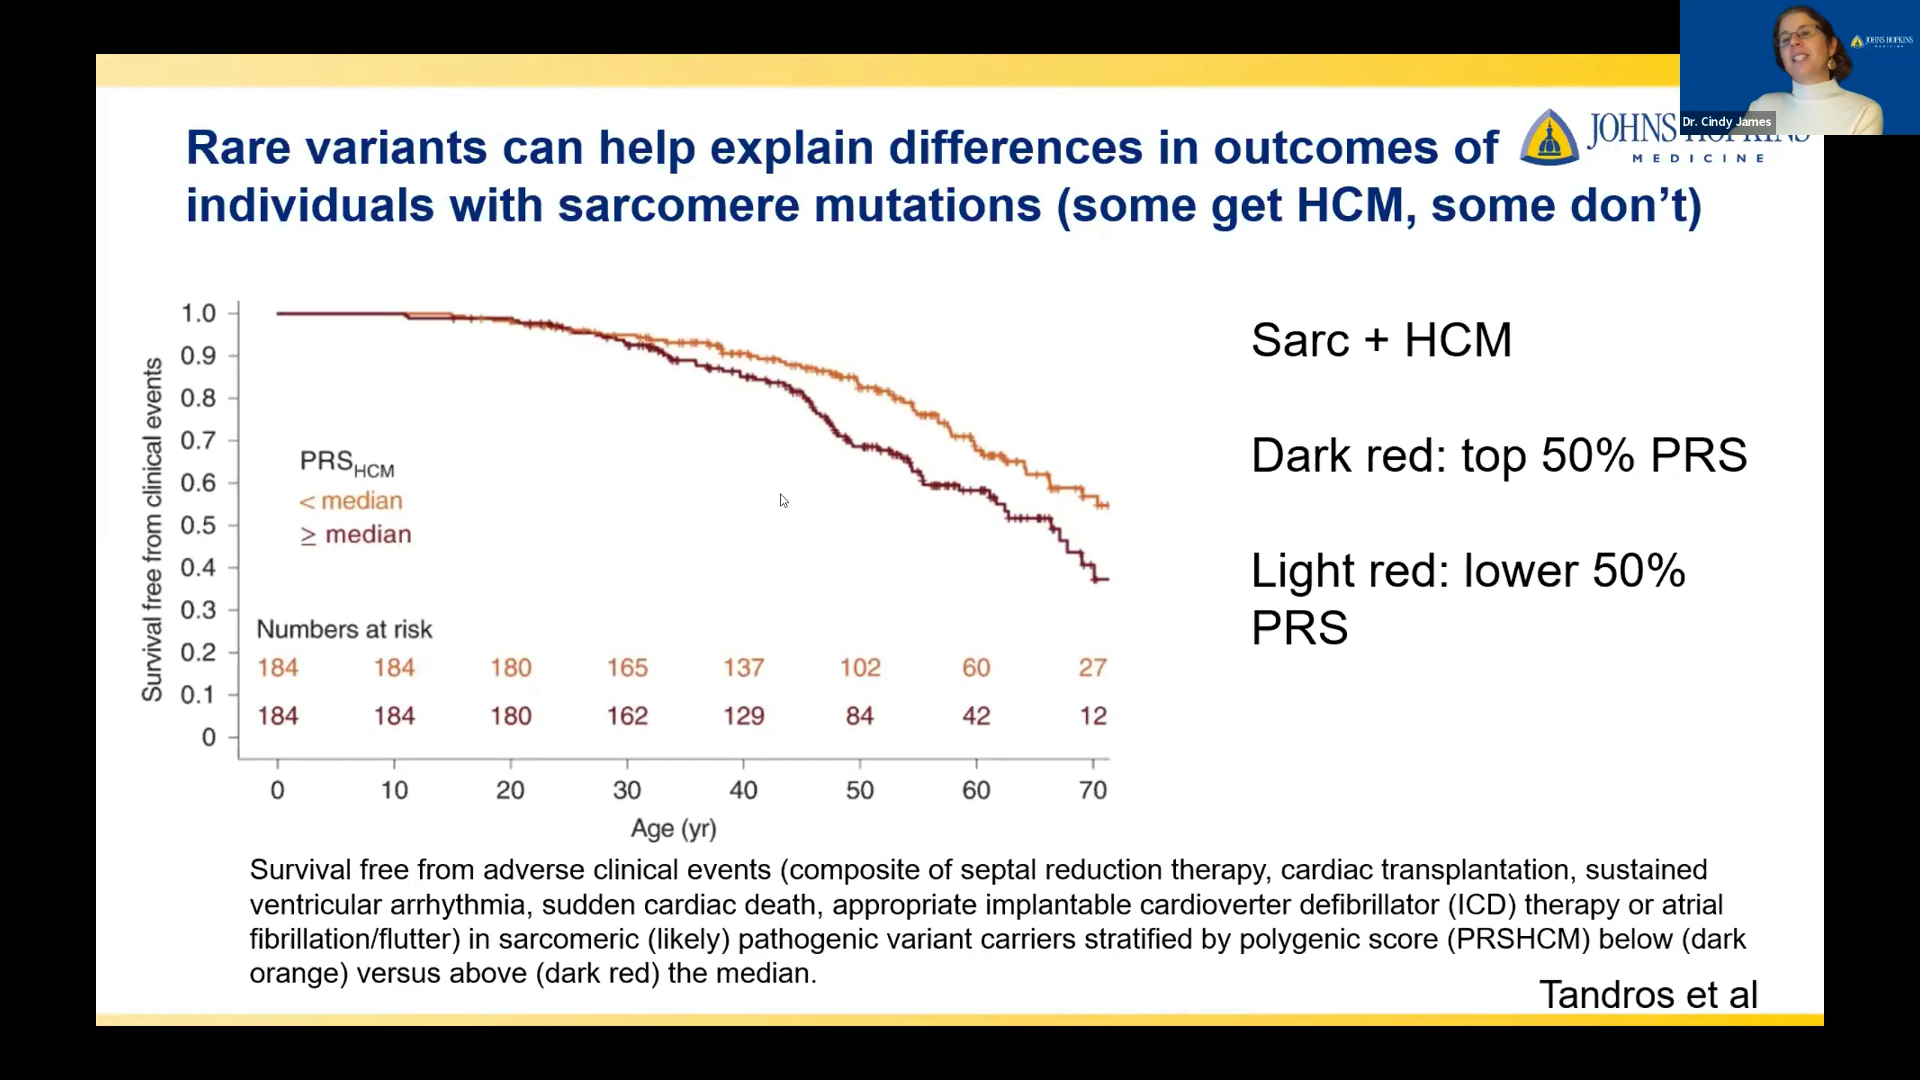 JOHNS HOPKINS
MEDICINE
Dr. Cindy James
Rare variants can help explain differences in outcomes of
individuals with sarcomere mutations (some get HCM, some don’t)
JOHNS
MEDICINE
Survival free from clinical events
1.0
0.9
0.8
0.7
0.6
0.5
0.4
0.3
0.2
0.1
0
PRSHCM
< median
≥ median
Numbers at risk
184 184 180 165 137 102 60 27
184 184 180 162 129 84 42 12
0 10 20 30 40 50 60 70
Age (yr)
Sarc + HCM
Dark red: top 50% PRS
Light red: lower 50%
PRS
Survival free from adverse clinical events (composite of septal reduction therapy, cardiac transplantation, sustained
ventricular arrhythmia, sudden cardiac death, appropriate implantable cardioverter defibrillator (ICD) therapy or atrial
fibrillation/flutter) in sarcomeric (likely) pathogenic variant carriers stratified by polygenic score (PRSHCM) below (dark
orange) versus above (dark red) the median.
Tandros et al